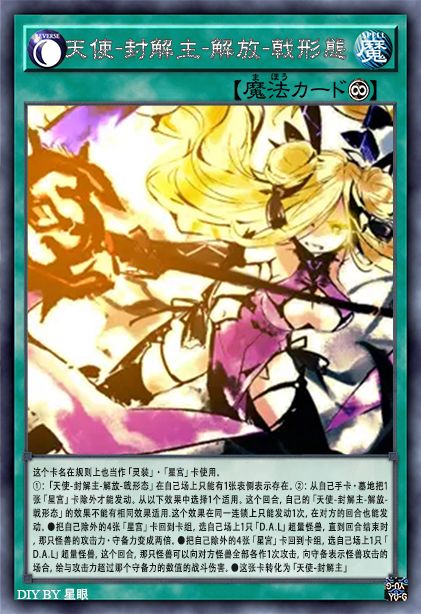 REVERSE
天使-封解主-解放-戟形態
SPELL
魔
【魔法カード】
まほう
这个卡名在规则上也当作「灵装」·「星宫」卡使用。
①：「天使-封解主-解放-戟形态」在自己场上只能有1张表侧表示存在。②：从自己手卡·墓地把1
张「星宫」卡除外才能发动。从以下效果中选择1个适用。这个回合，自己的「天使-封解主-解放-
戟形态」的效果不能有相同效果适用.这个效果在同一连锁上只能发动1次，在对方的回合也能发
动。●把自己除外的4张「星宫」卡回到卡组，选自己场上1只「D.A.L」超量怪兽，直到回合结束时
，那只怪兽的攻击力·守备力变成两倍。●把自己除外的4张「星宫」卡回到卡组，选自己场上1只「
D.A.L」超量怪兽，这个回合，那只怪兽可以向对方怪兽全部各作1次攻击，向守备表示怪兽攻击的
场合，给与攻击力超过那个守备力的数值的战斗伤害。●这张卡转化为「天使-封解主」
DIY BY 星眼
YU-G